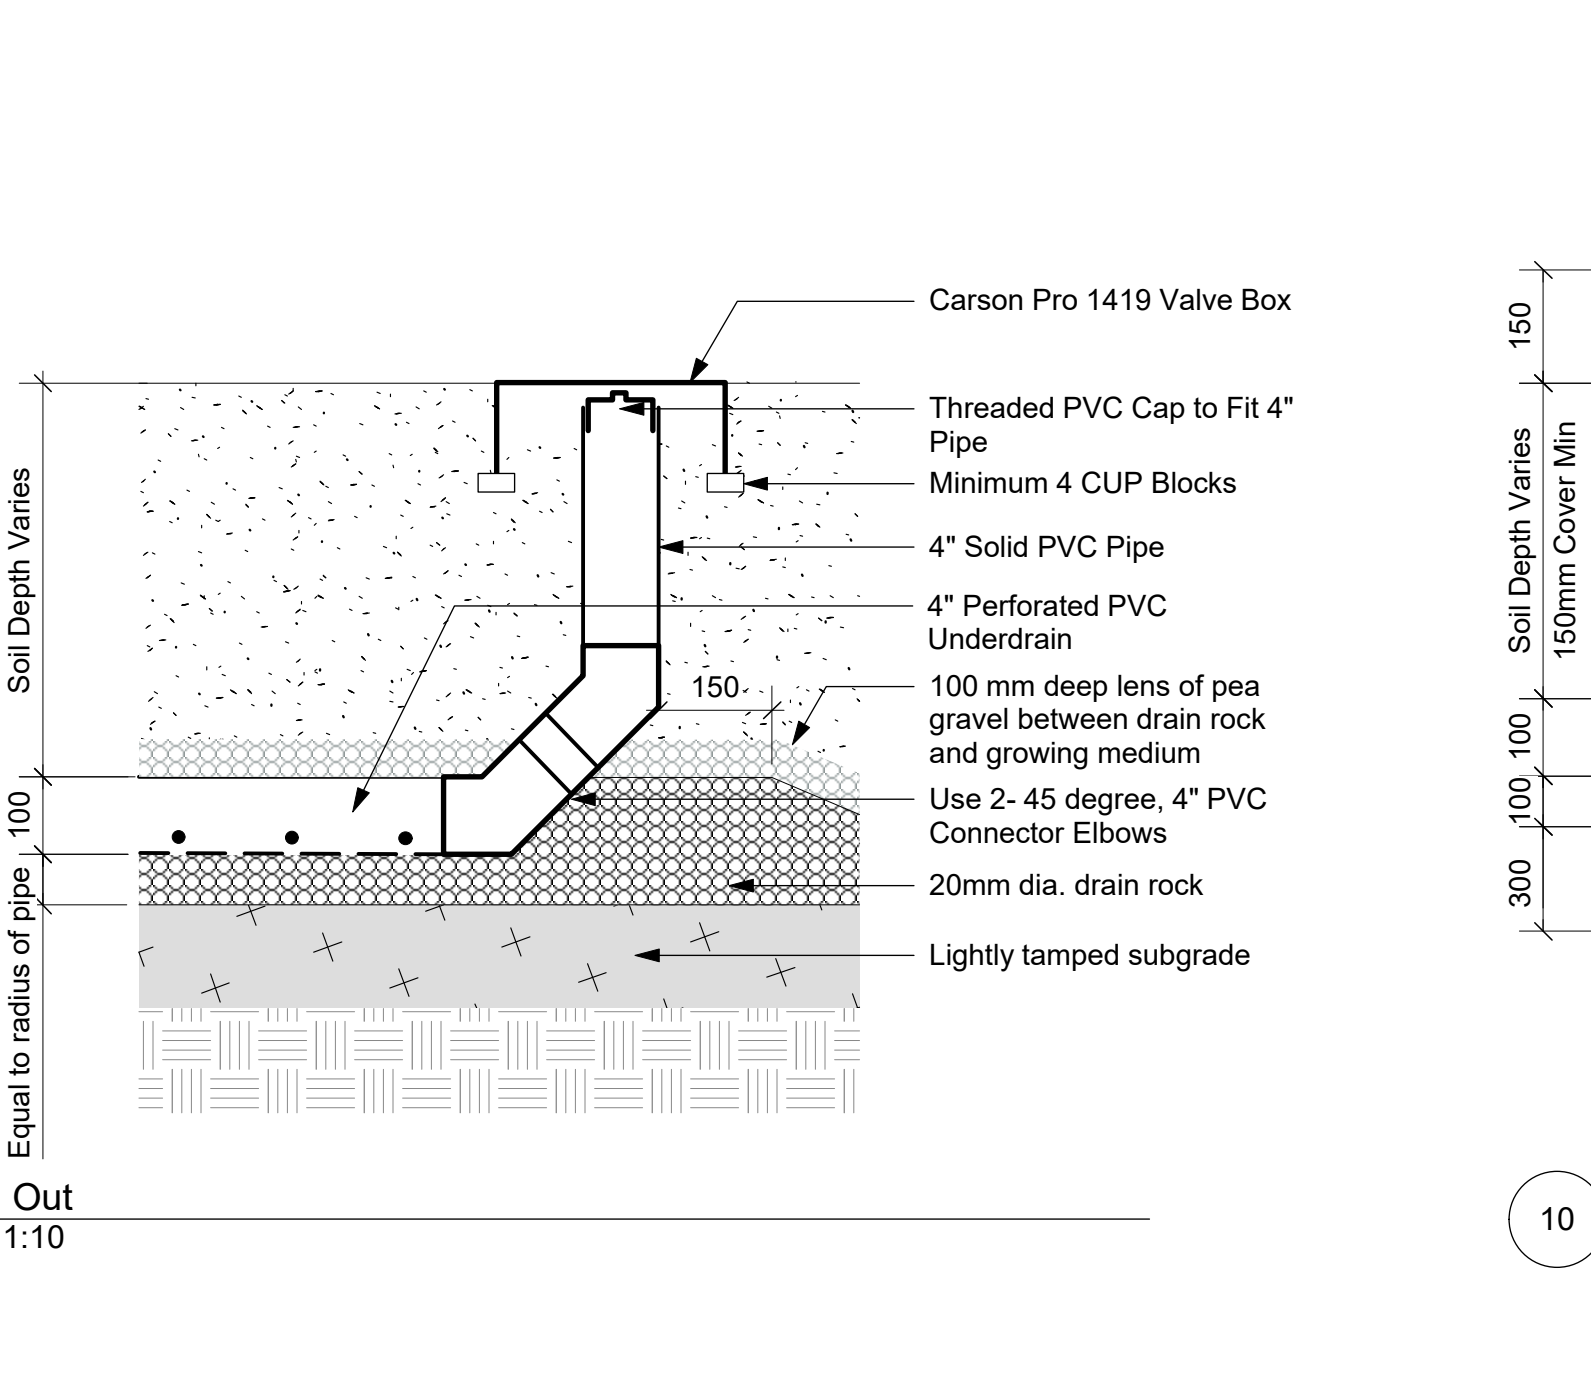 Carson Pro 1419 Valve Box
Threaded PVC Cap to Fit 4"
Pipe
Minimum 4 CUP Blocks
4" Solid PVC Pipe
4" Perforated PVC
Underdrain
150
100 mm deep lens of pea
gravel between drain rock
and growing medium
Use 2- 45 degree, 4" PVC
Connector Elbows
20mm dia. drain rock
Lightly tamped subgrade
Soil Depth Varies
100
Equal to radius of pipe
Out
1:10
150
Soil Depth Varies
150mm Cover Min
100
100
300
10